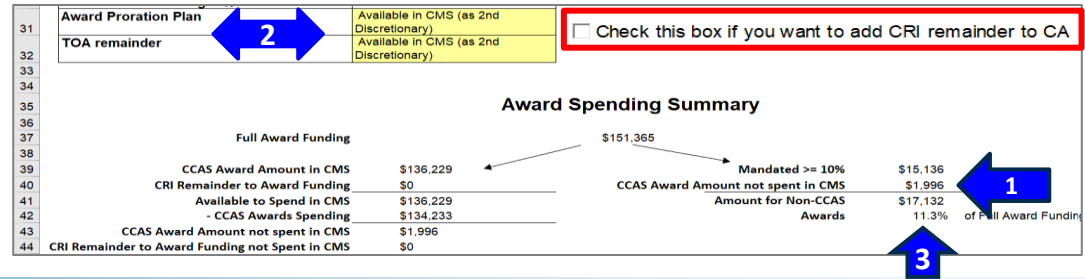 31 Award Proration Plan Available in CMS (as 2nd Discretionary)
2
Check this box if you want to add CRI remainder to CA
32 TOA remainder Available in CMS (as 2nd Discretionary)
33
34
35 Award Spending Summary
36
37 Full Award Funding $151,365
38
39 CCAS Award Amount in CMS $136,229 Mandated >= 10% $15,136
40 CRI Remainder to Award Funding $0 CCAS Award Amount not spent in CMS $1,996
1
41 Available to Spend in CMS $136,229 Amount for Non-CCAS $17,132
42 - CCAS Awards Spending $134,233 Awards 11.3% of Full Award Funding
43 CCAS Award Amount not spent in CMS $1,996
44 CRI Remainder to Award Funding not Spent in CMS $0
3